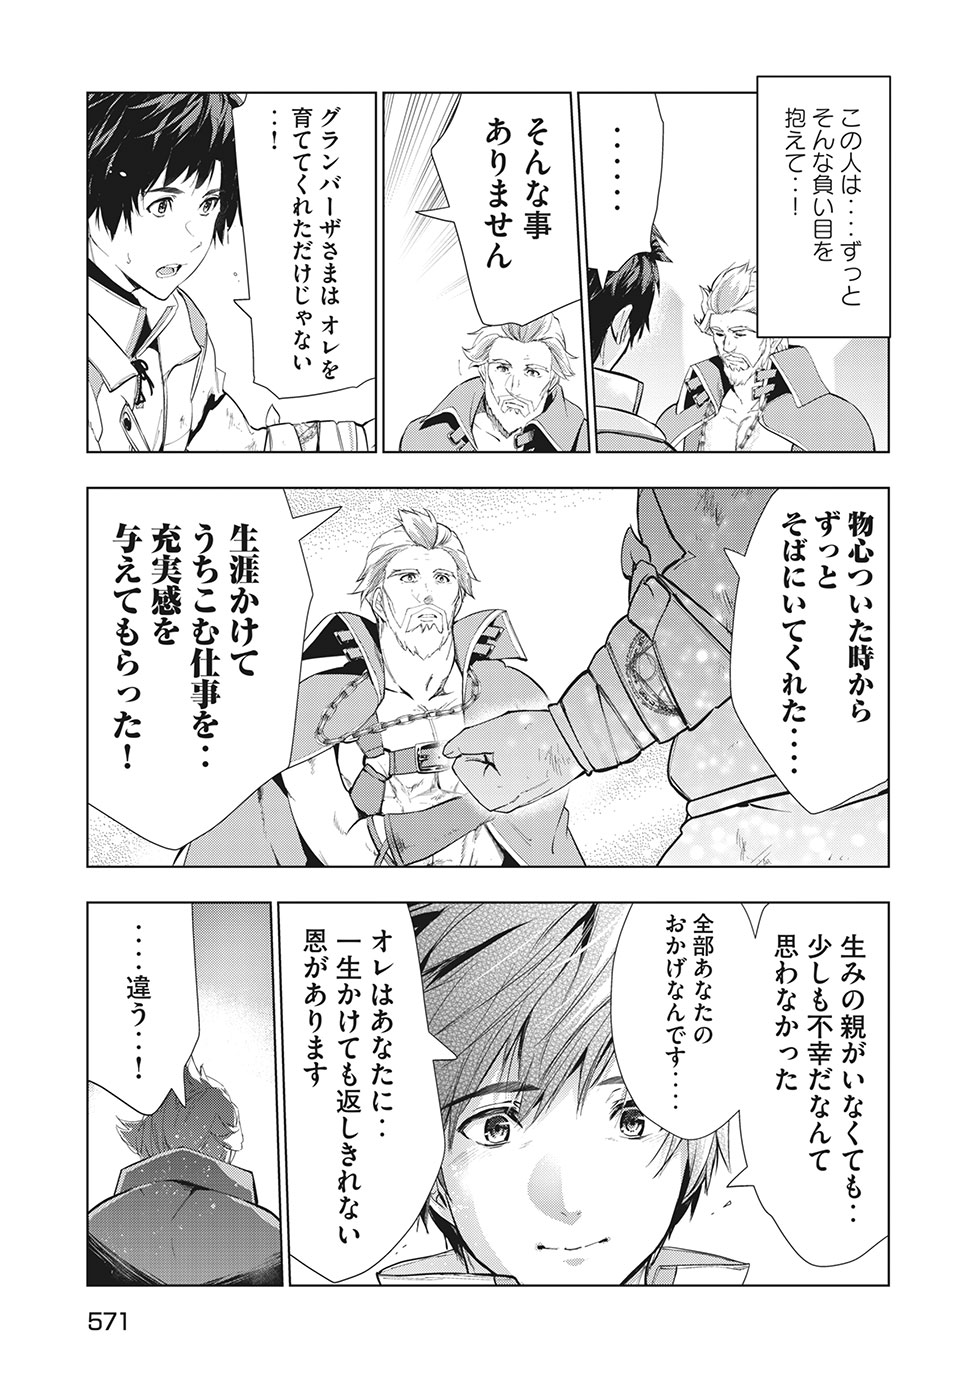 この人は‥‥ずっと
そんな負い目を
抱えて‥！
‥‥‥
そんな事
ありません
グランバーザさまは オレを
育ててくれただけじゃない
‥！
物心ついた時から
ずっと
そばにいてくれた‥‥
生涯かけて
うちこむ仕事を‥
充実感を
与えてもらった！
生みの親がいなくても‥
少しも不幸だなんて
思わなかった
全部あなたの
おかげなんです‥‥
オレはあなたに‥
一生かけても返しきれない
恩があります
‥‥違う‥！
571